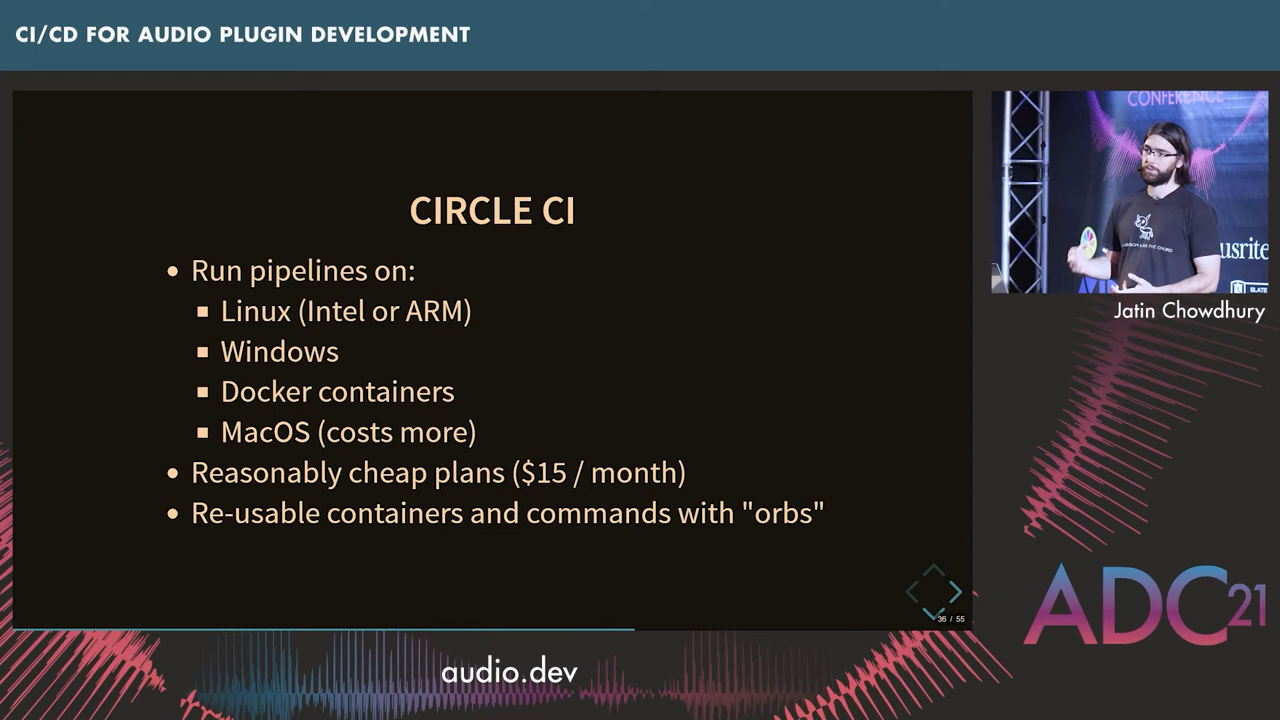 CI/CD FOR AUDIO PLUGIN DEVELOPMENT
CONFERENCE
usrite
SLATE
Jatin Chowdhury
CIRCLE CI
Run pipelines on:
Linux (Intel or ARM)
Windows
Docker containers
MacOS (costs more)
Reasonably cheap plans ($15 / month)
Re-usable containers and commands with "orbs"
36 / 55
ADC21
audio.dev